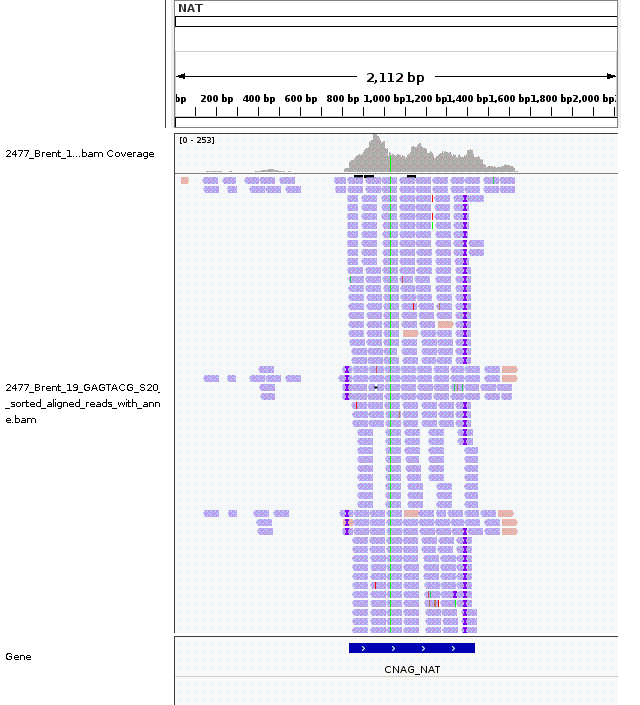 NAT
2,112 bp
bp 200 bp 400 bp 600 bp 800 bp 1,000 bp 1,200 bp 1,400 bp 1,600 bp 1,800 bp 2,000 bp
[0 - 253]
2477_Brent_1...bam Coverage
2477_Brent_19_GAGTACG_S20_
_sorted_aligned_reads_with_ann
e.bam
Gene
CNAG_NAT